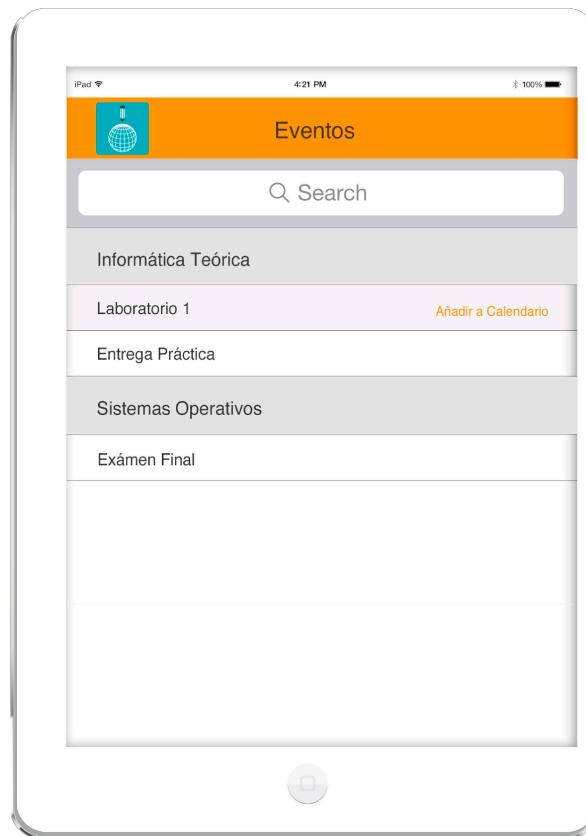 iPad 4:21 PM 100%
Eventos
Search
Informática Teórica
Laboratorio 1 Añadir a Calendario
Entrega Práctica
Sistemas Operativos
Exámen Final